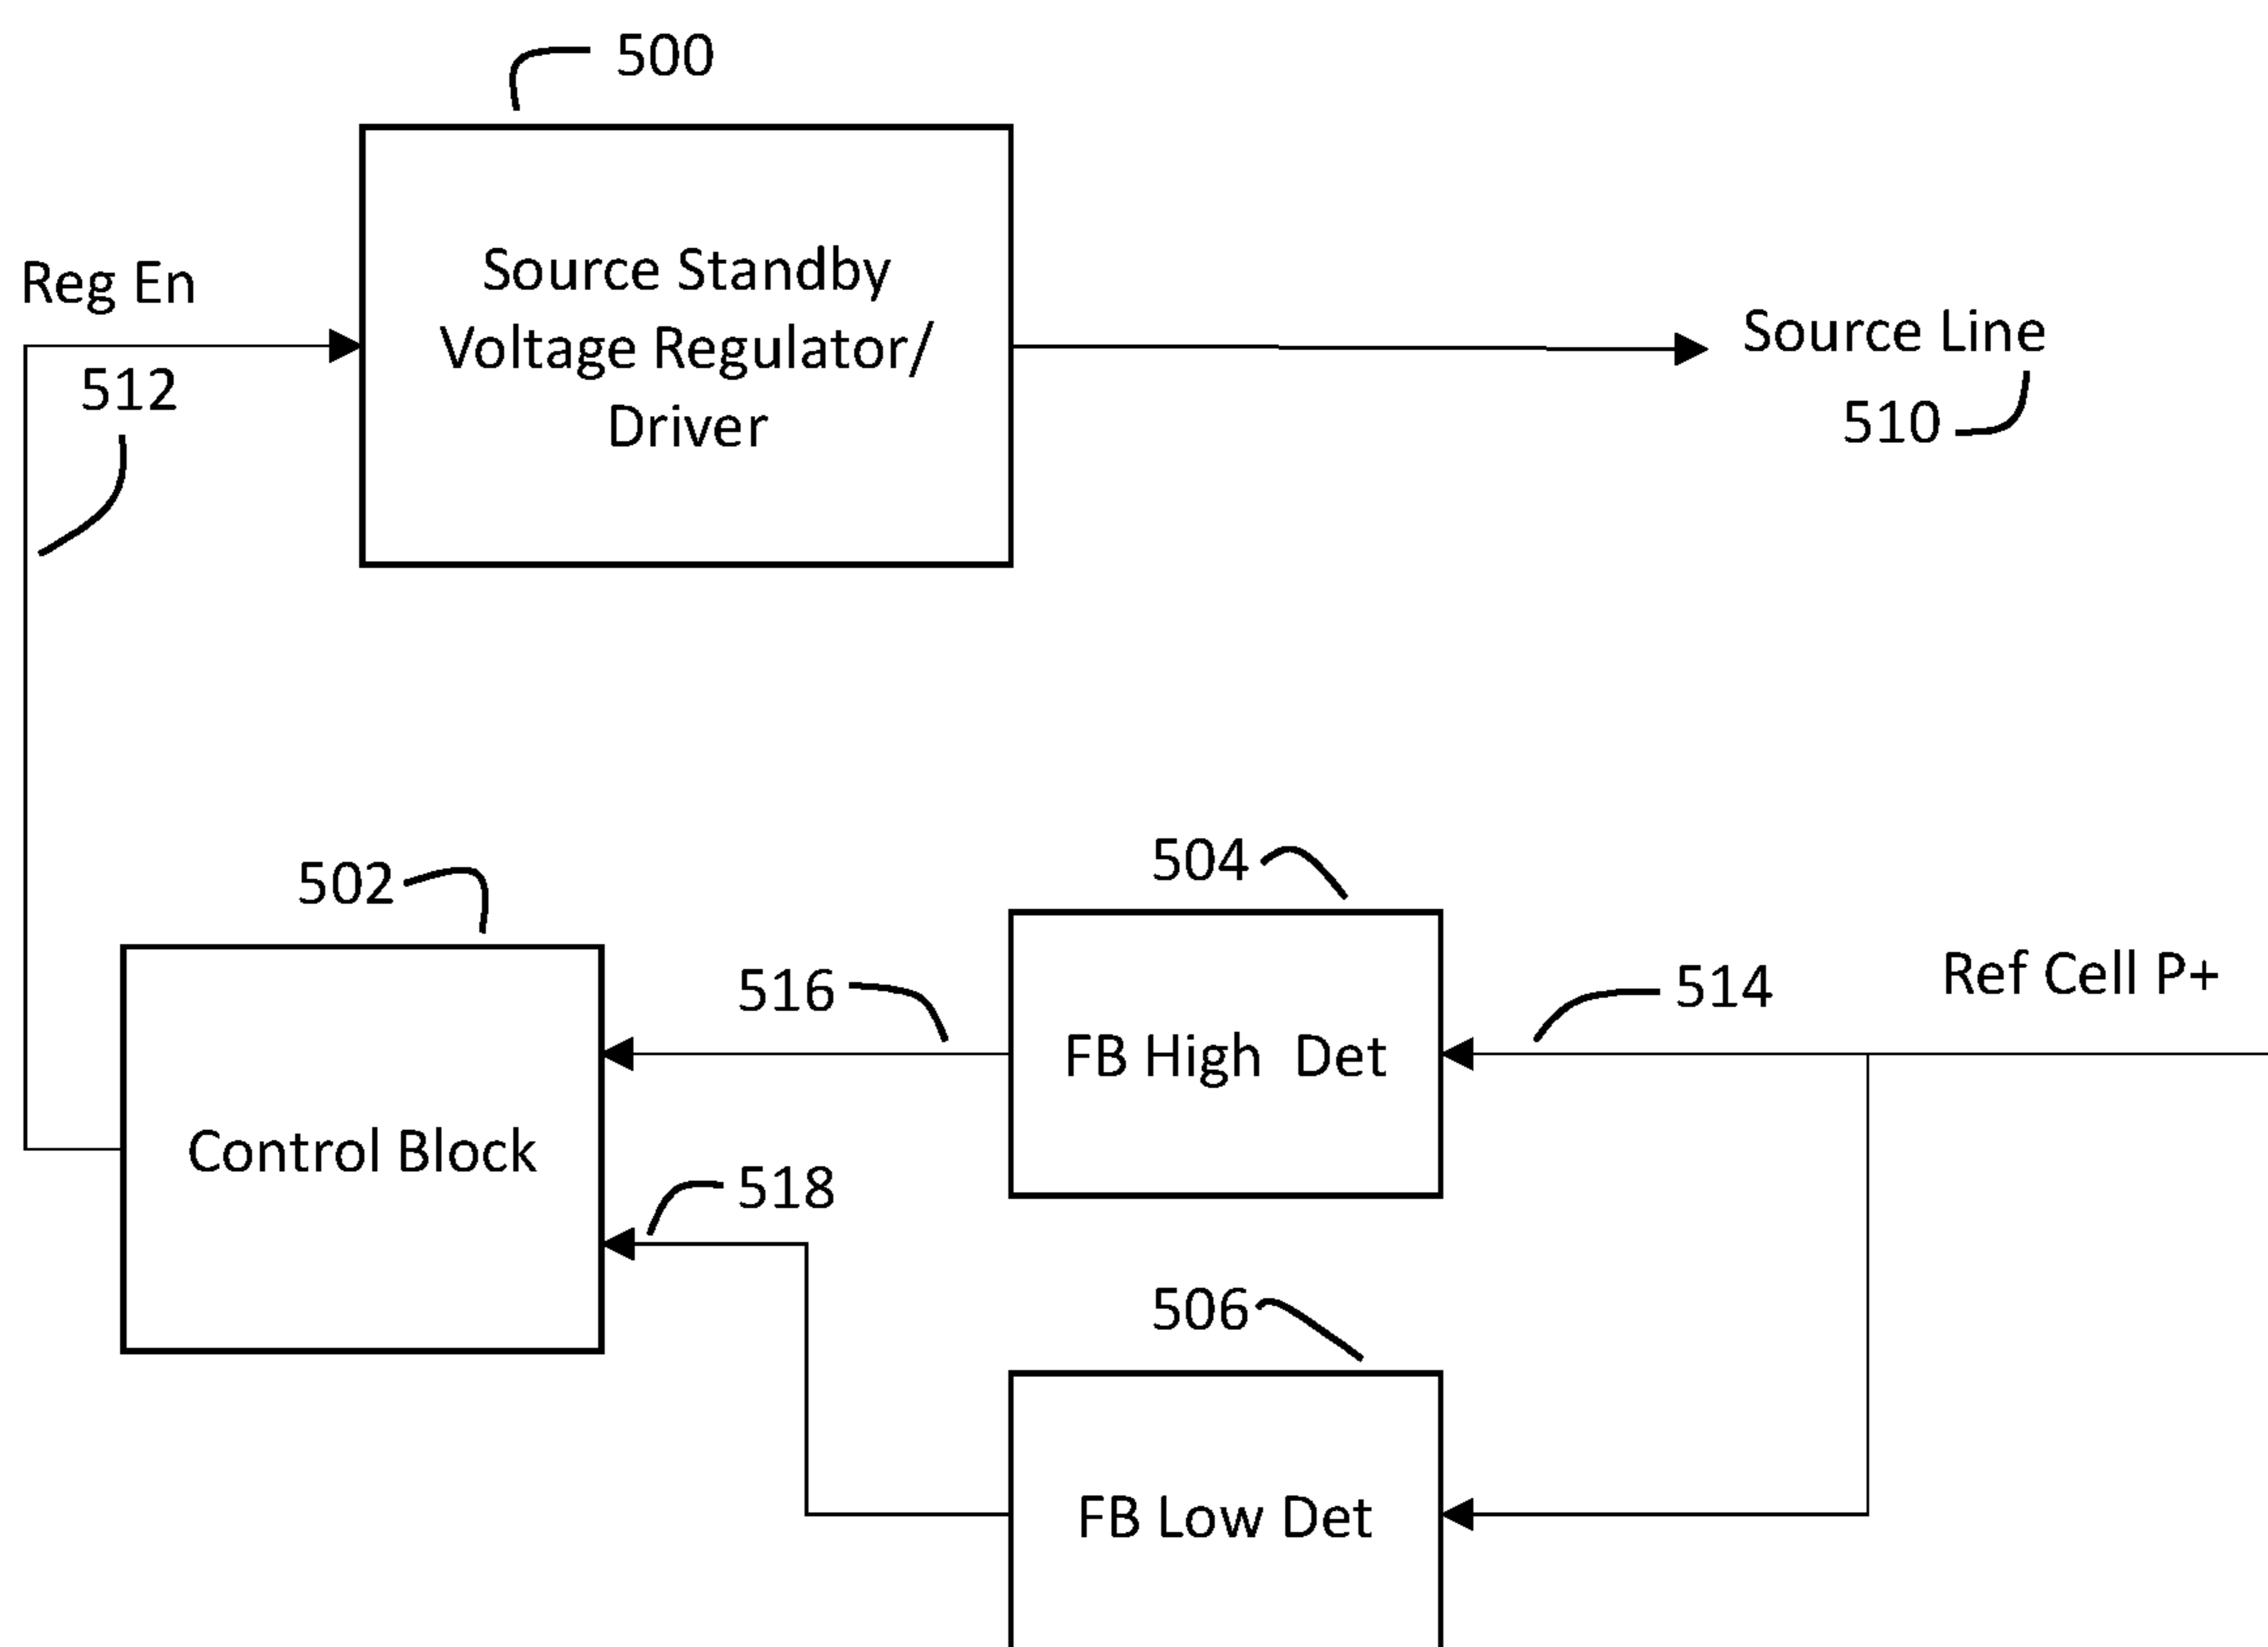 500
Reg En
512
Source Standby
Voltage Regulator/
Driver
Source Line
510
502
504
516
514
Ref Cell P+
FB High Det
Control Block
518
506
FB Low Det